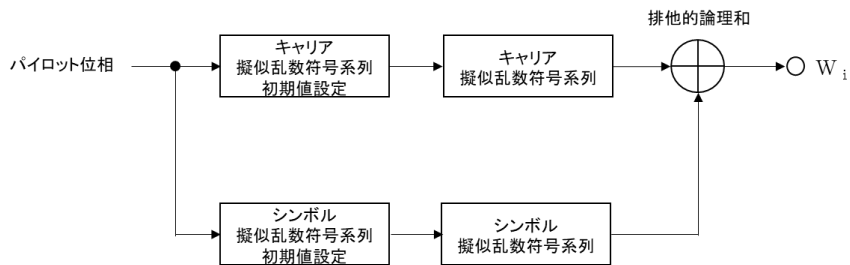 排他的論理和
パイロット位相
キャリア
擬似乱数符号系列
初期値設定
キャリア
擬似乱数符号系列
W i
シンボル
擬似乱数符号系列
初期値設定
シンボル
擬似乱数符号系列